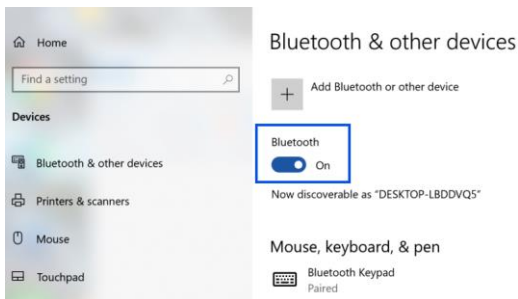 Home
Find a setting
Devices
Bluetooth & other devices
Printers & scanners
Mouse
Touchpad
Bluetooth & other devices
Add Bluetooth or other device
Bluetooth
On
Now discoverable as "DESKTOP-LBDDVQ5"
Mouse, keyboard, & pen
Bluetooth Keypad
Paired